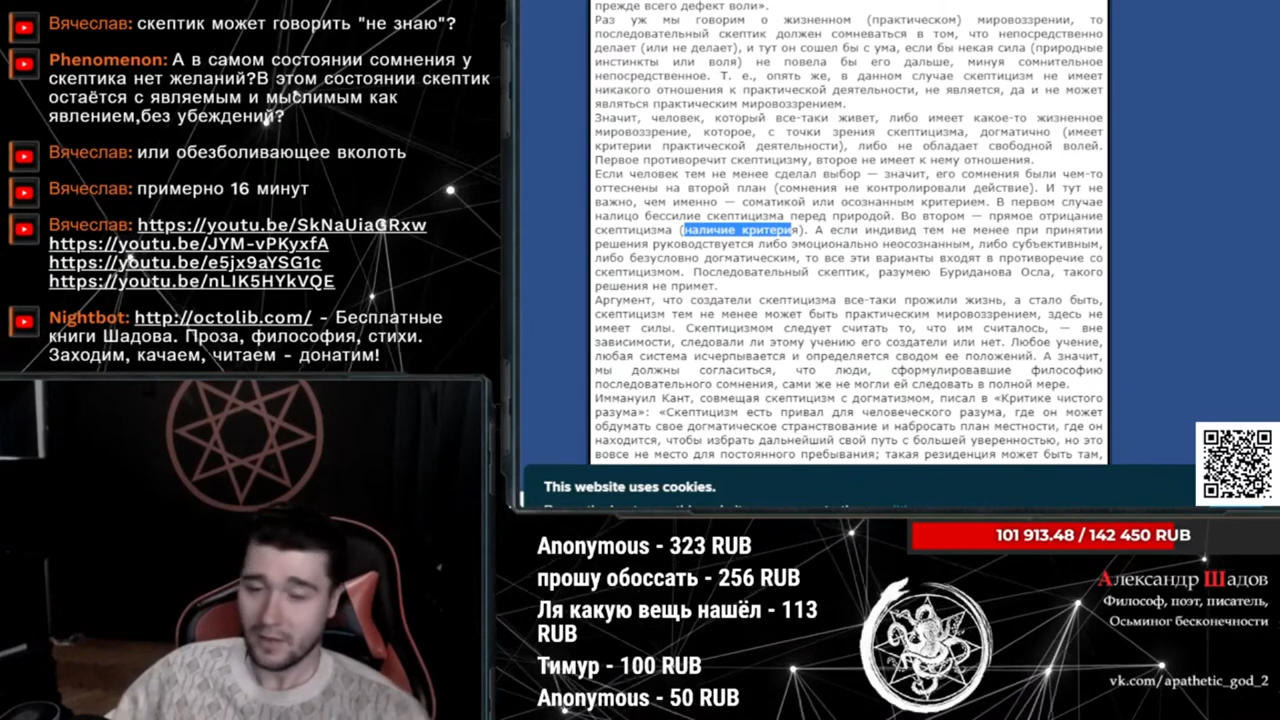 Вячеслав: скептик может говорить "не знаю"?
Phenomenon: А в самом состоянии сомнения у
скептика нет желаний?В этом состоянии скептик
остаётся с являемым и мыслимым как
явлением,без убеждений?
Вячеслав: или обезболивающее вколоть
Вячеслав: примерно 16 минут
Вячеслав: https://youtu.be/SkNaUiaGRxw
https://youtu.be/JYM-vPKyxfA
https://youtu.be/e5jx9aYSG1c
https://youtu.be/nLIK5HYkVQE
Nightbot: http://octolib.com/ - Бесплатные
книги Шадова. Проза, философия, стихи.
Заходим, качаем, читаем - донатим!
прежде всего дефект воли».
Раз уж мы говорим о жизненном (практическом) мировоззрении, то
последовательный скептик должен сомневаться в том, что непосредственно
делает (или не делает), и тут он сошел бы с ума, если бы некая сила (природные
инстинкты или воля) не повела бы его дальше, минуя сомнительное
непосредственное. Т. е., опять же, в данном случае скептицизм не имеет
никакого отношения к практической деятельности, не является, да и не может
являться практическим мировоззрением.
Значит, человек, который все-таки живет, либо имеет какое-то жизненное
мировоззрение, которое, с точки зрения скептицизма, догматично (имеет
критерии практической деятельности), либо не обладает свободной волей.
Первое противоречит скептицизму, второе не имеет к нему отношения.
Если человек тем не менее сделал выбор — значит, его сомнения были чем-то
оттеснены на второй план (сомнения не контролировали действие). И тут не
важно, чем именно — соматикой или осознанным критерием. В первом случае
налицо бессилие скептицизма перед природой. Во втором — прямое отрицание
скептицизма (наличие критерия). А если индивид тем не менее при принятии
решения руководствуется либо эмоционально неосознанным, либо субъективным,
либо безусловно догматическим, то все эти варианты входят в противоречие со
скептицизмом. Последовательный скептик, разумею Буриданова Осла, такого
решения не примет.
Аргумент, что создатели скептицизма все-таки прожили жизнь, а стало быть,
скептицизм тем не менее может быть практическим мировоззрением, здесь не
имеет силы. Скептицизмом следует считать то, что им считалось, — вне
зависимости, следовали ли этому учению его создатели или нет. Любое учение,
любая система исчерпывается и определяется сводом ее положений. А значит,
мы должны согласиться, что люди, сформулировавшие философию
последовательного сомнения, сами же не могли ей следовать в полной мере.
Иммануил Кант, совмещая скептицизм с догматизмом, писал в «Критике чистого
разума»: «Скептицизм есть привал для человеческого разума, где он может
обдумать свое догматическое странствование и набросать план местности, где он
находится, чтобы избрать дальнейший свой путь с большей уверенностью, но это
вовсе не место для постоянного пребывания; такая резиденция может быть там,
This website uses cookies.
Anonymous - 323 RUB
прошу обоссать - 256 RUB
Ля какую вещь нашёл - 113
RUB
Тимур - 100 RUB
Anonymous - 50 RUB
101 913.48 / 142 450 RUB
Александр Шадов
Философ, поэт, писатель,
Осьминог бесконечности
vk.com/apathetic_god_2